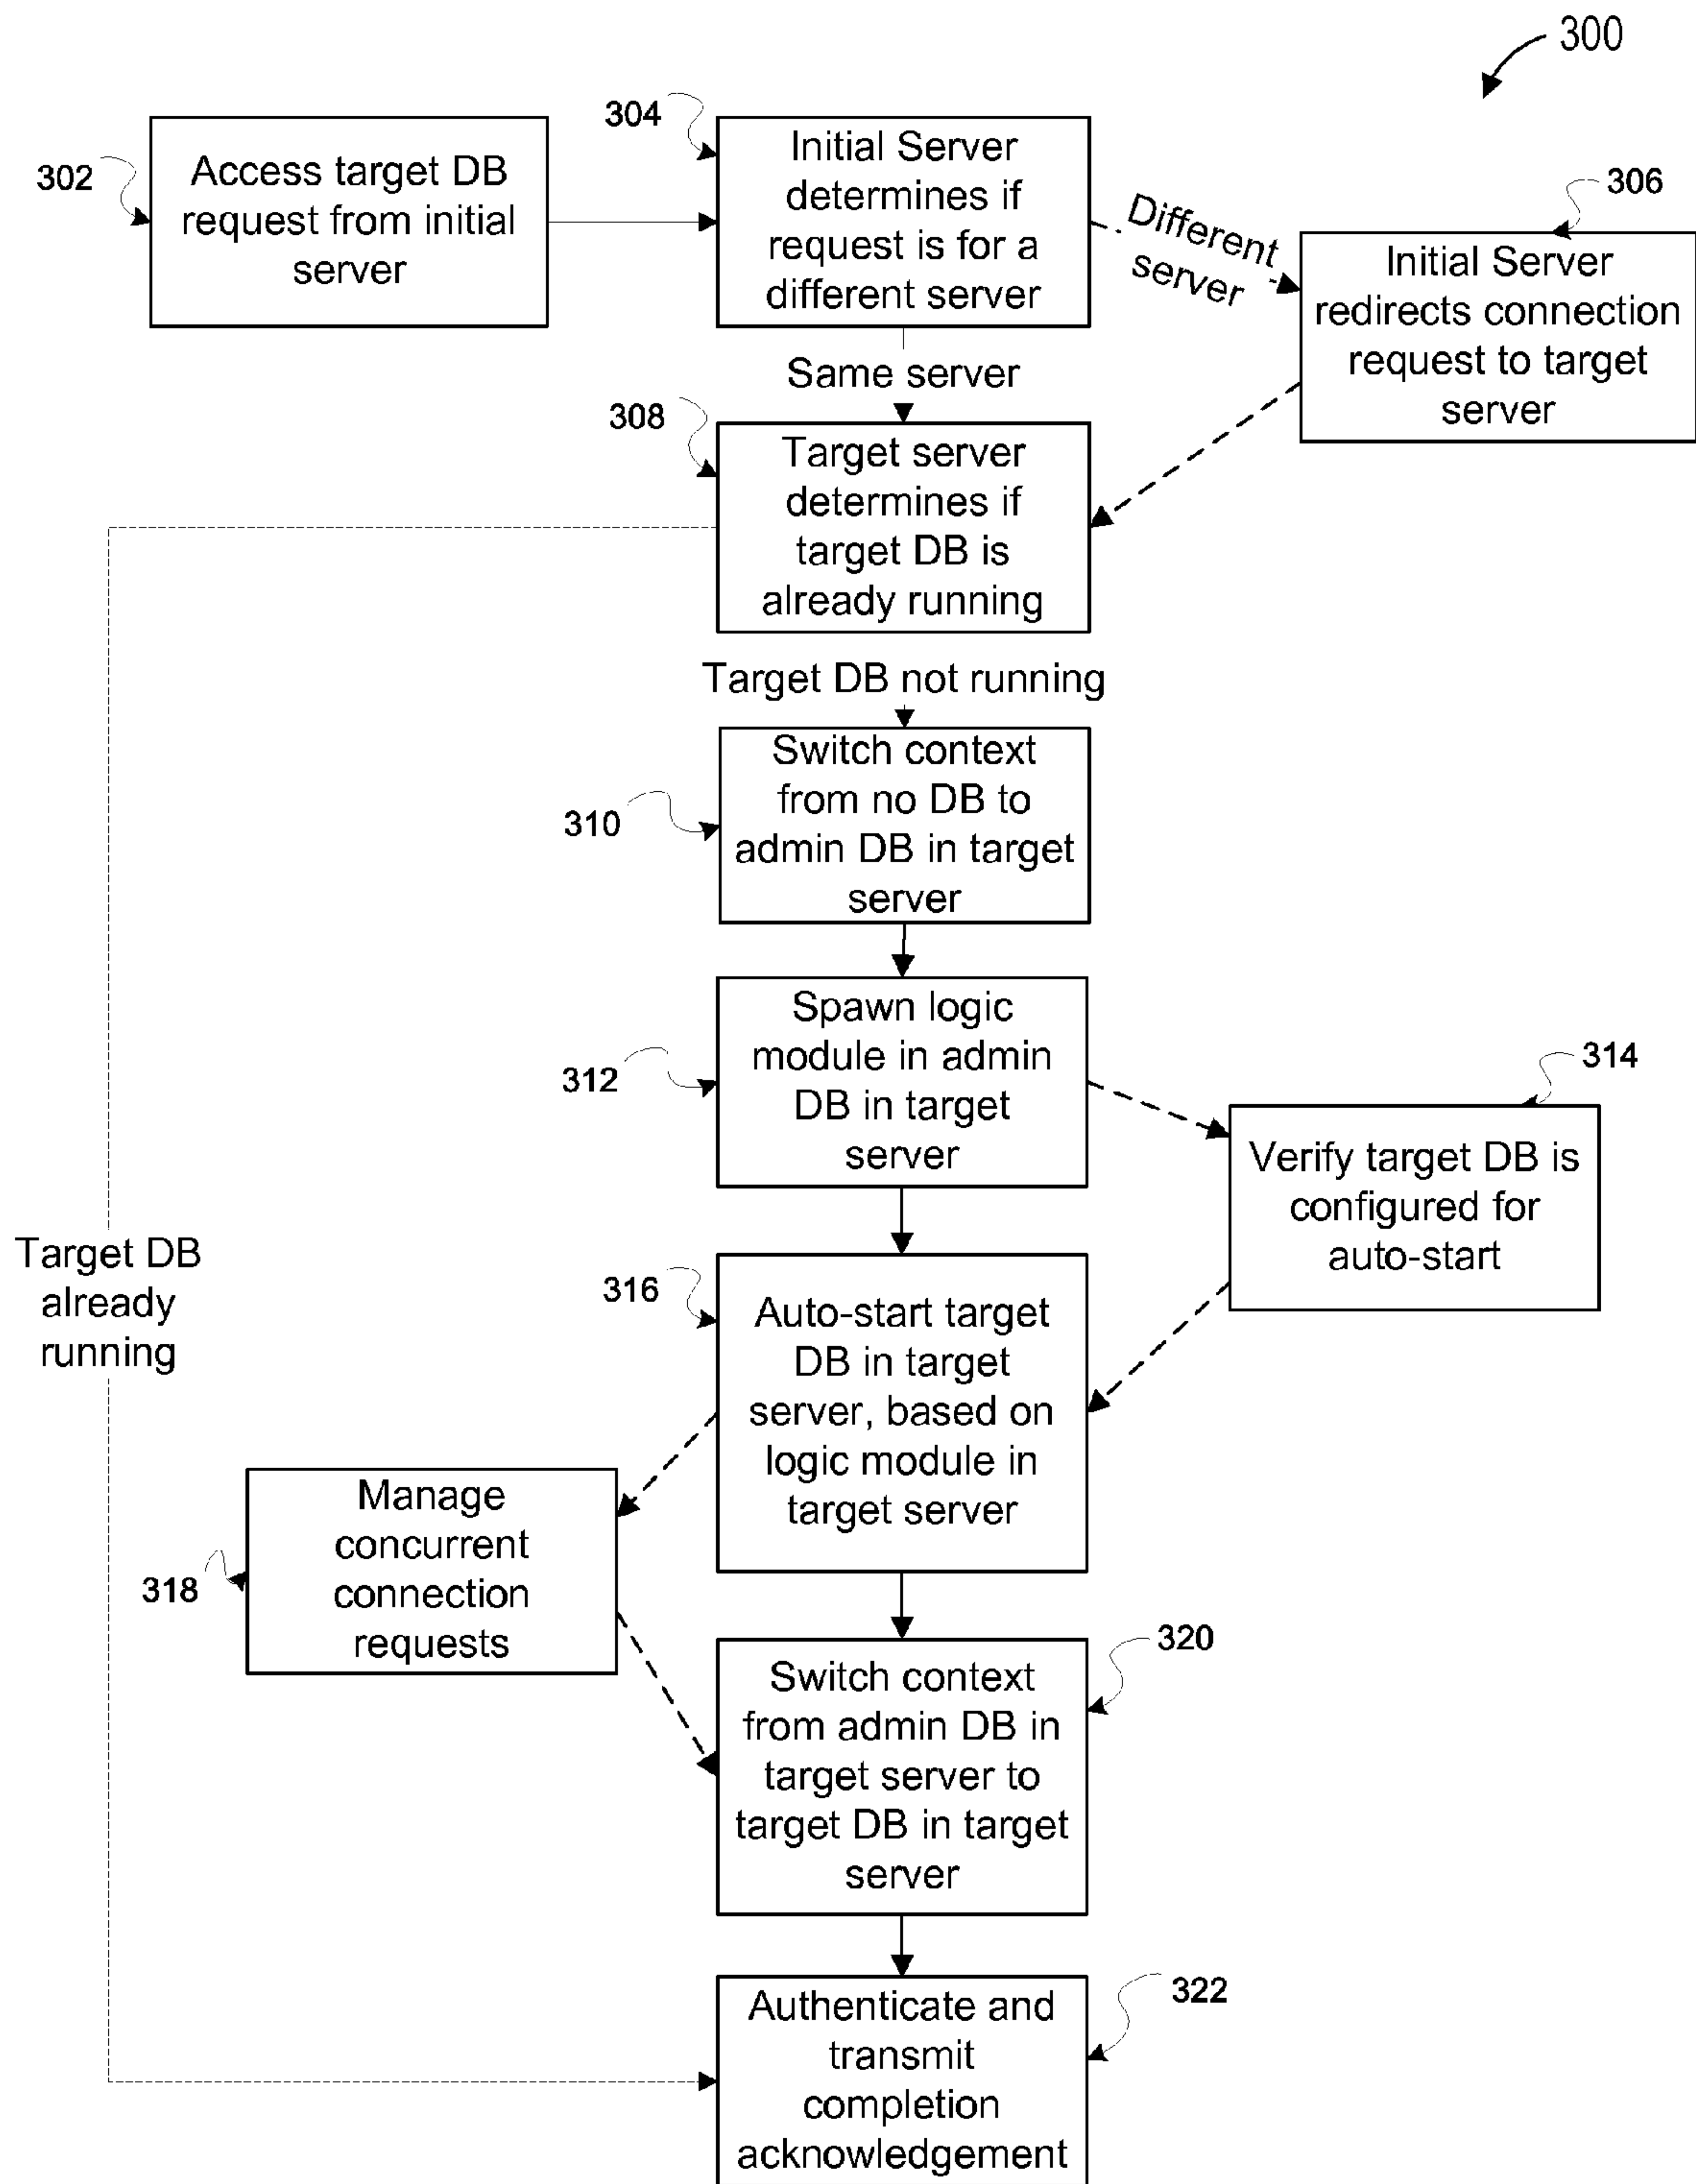 300
302
Access target DB
request from initial
server
304
Initial Server
determines if
request is for a
different server
Different
server
306
Initial Server
redirects connection
request to target
server
Same server
308
Target server
determines if
target DB is
already running
Target DB not running
310
Switch context
from no DB to
admin DB in target
server
312
Spawn logic
module in admin
DB in target
server
314
Verify target DB is
configured for
auto-start
Target DB
already
running
316
Auto-start target
DB in target
server, based on
logic module in
target server
318
Manage
concurrent
connection
requests
320
Switch context
from admin DB in
target server to
target DB in target
server
322
Authenticate and
transmit
completion
acknowledgement